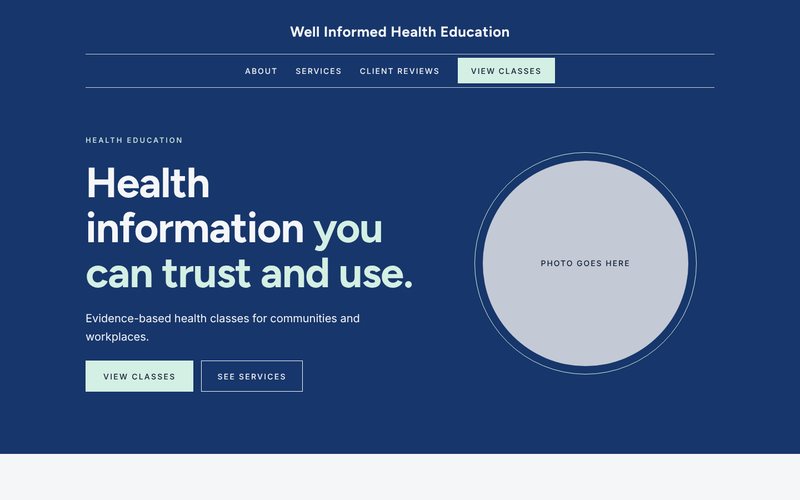 Well Informed Health Education
ABOUT SERVICES CLIENT REVIEWS VIEW CLASSES
HEALTH EDUCATION
Health
information you
can trust and use.
Evidence-based health classes for communities and
workplaces.
VIEW CLASSES SEE SERVICES
PHOTO GOES HERE